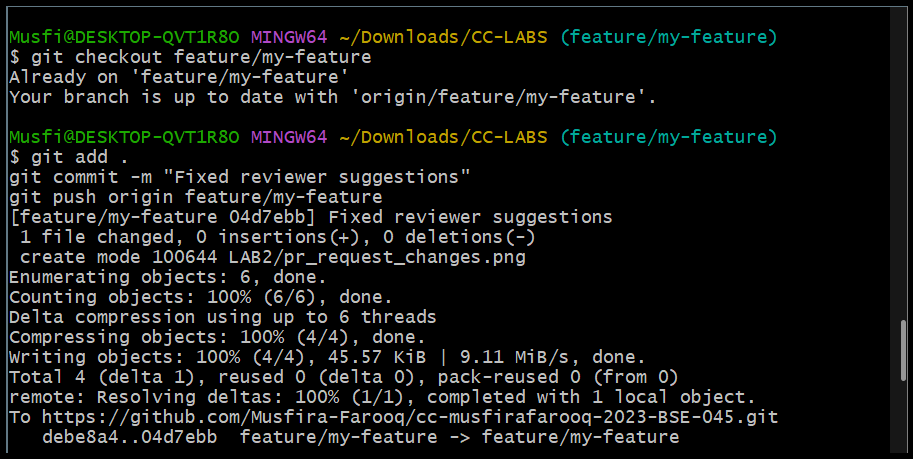 Musfi@DESKTOP-QVT1R8O MINGW64 ~/Downloads/CC-LABS (feature/my-feature)
$ git checkout feature/my-feature
Already on 'feature/my-feature'
Your branch is up to date with 'origin/feature/my-feature'.
Musfi@DESKTOP-QVT1R8O MINGW64 ~/Downloads/CC-LABS (feature/my-feature)
$ git add .
git commit -m "Fixed reviewer suggestions"
git push origin feature/my-feature
[feature/my-feature 04d7ebb] Fixed reviewer suggestions
 1 file changed, 0 insertions(+), 0 deletions(-)
 create mode 100644 LAB2/pr_request_changes.png
Enumerating objects: 6, done.
Counting objects: 100% (6/6), done.
Delta compression using up to 6 threads
Compressing objects: 100% (4/4), done.
Writing objects: 100% (4/4), 45.57 KiB | 9.11 MiB/s, done.
Total 4 (delta 1), reused 0 (delta 0), pack-reused 0 (from 0)
remote: Resolving deltas: 100% (1/1), completed with 1 local object.
To https://github.com/Musfira-Farooq/cc-musfirafarooq-2023-BSE-045.git
   debe8a4..04d7ebb  feature/my-feature -> feature/my-feature